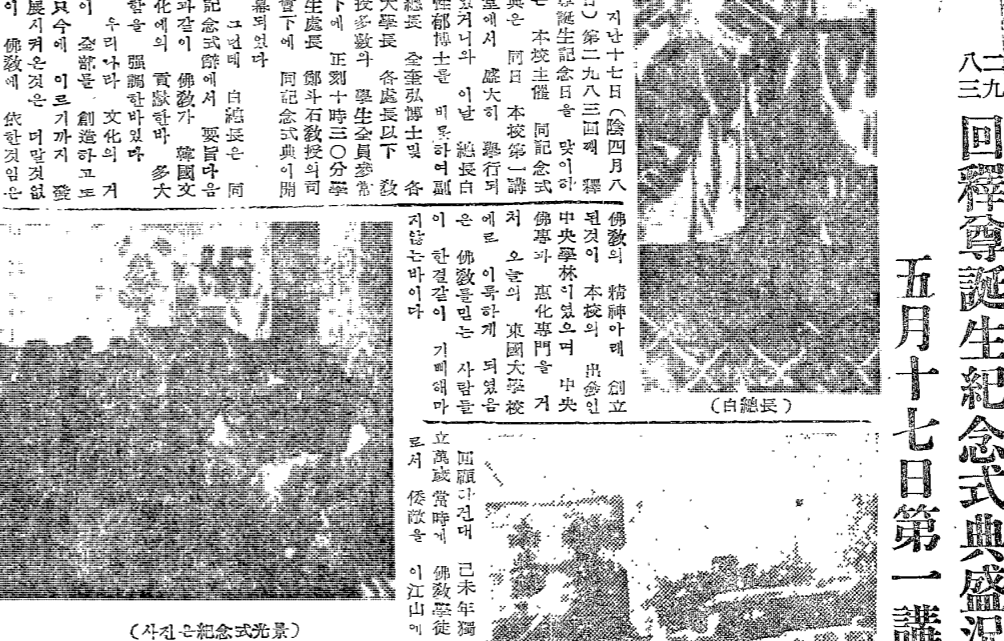 二九
八三
回釋尊誕生紀念式典盛況
五月十七日第一講
지난十七日(陰四月八
日)第二九八三回째 釋
尊誕生記念日을 맞이하
本校主催 同記念式
典은 同日 本校第一講
堂에서 盛大히 擧行되
었거니와 이날 總長白
性郁博士를 비롯하여副
總長 全奎弘博士및 各
大學長 各處長以下 敎
授多數와 學生全員參席
下에 正刻十時三○分學
生處長 鄭斗石敎授의司
會下에 同記念式典이開
幕되었다
그런데 白總長은 同
記念式辭에서 要旨다음
과같이 佛敎가 韓國文
化에의 貢獻한바 多大
함을 强調한바있다
우리나라 文化의 거
이 全部를 創造하고또
只今에 이르기까지 發
展시켜온것은 더말것없
이 佛敎에 依한것임은
(白總長)
佛敎의 精神아래 創立
된것이 本校의 出發인
中央學林이였으며 中央
佛專과 惠化專門을 거
처 오늘의 東國大學校
에로 이룩하게 되였음
은 佛敎를믿는 사람들
이 한결같이 기뻐해마
지않는바이다
回顧하건대 己未年獨
立萬歲 當時에 佛敎學徒
로서 倭敵을 이江山에
(사진은紀念式光景)